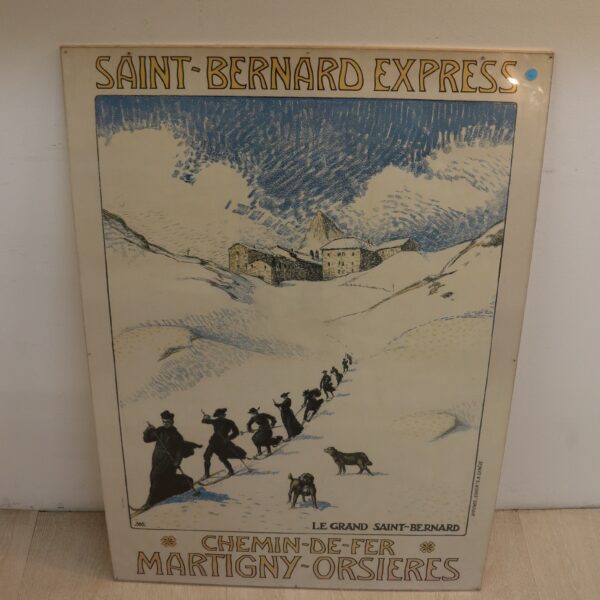 SAINT-BERNARD EXPRESS
LE GRAND SAINT-BERNARD
CHEMIN-DE-FER
MARTIGNY-ORSIERES